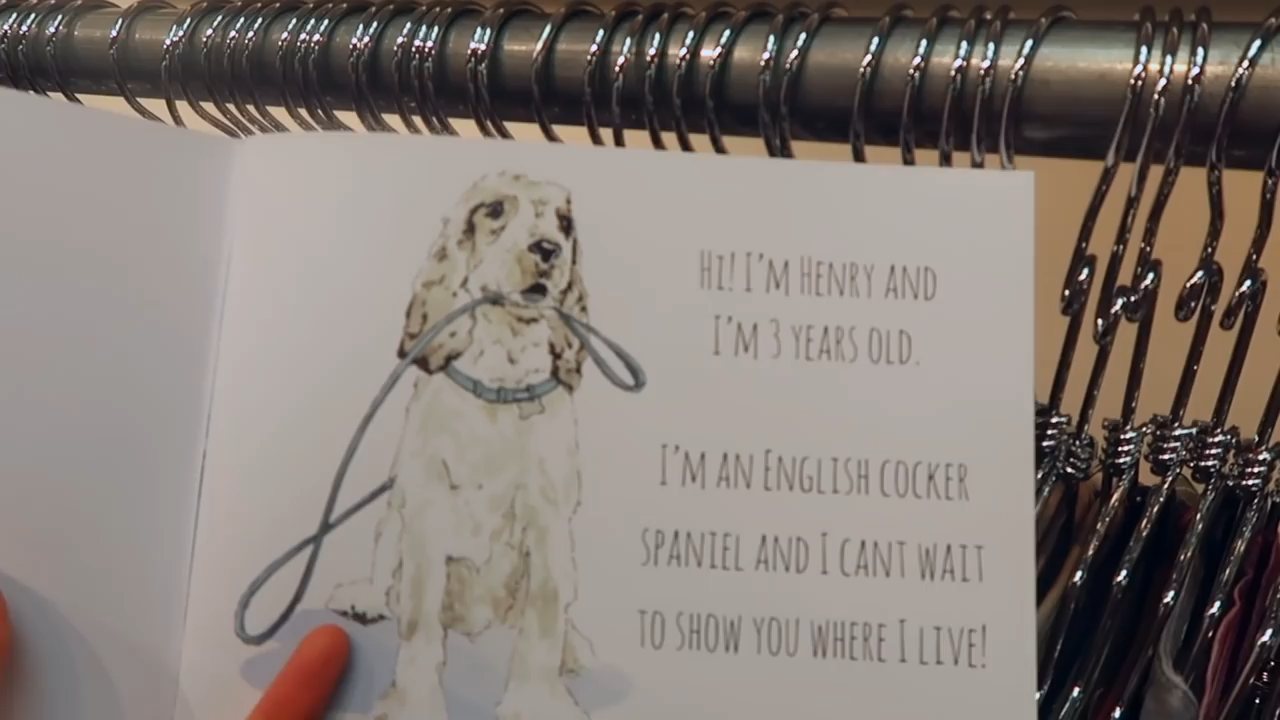 Hi! I'm Henry and
I'm 3 years old.
I'm an English cocker
spaniel and I cant wait
to show you where I live!